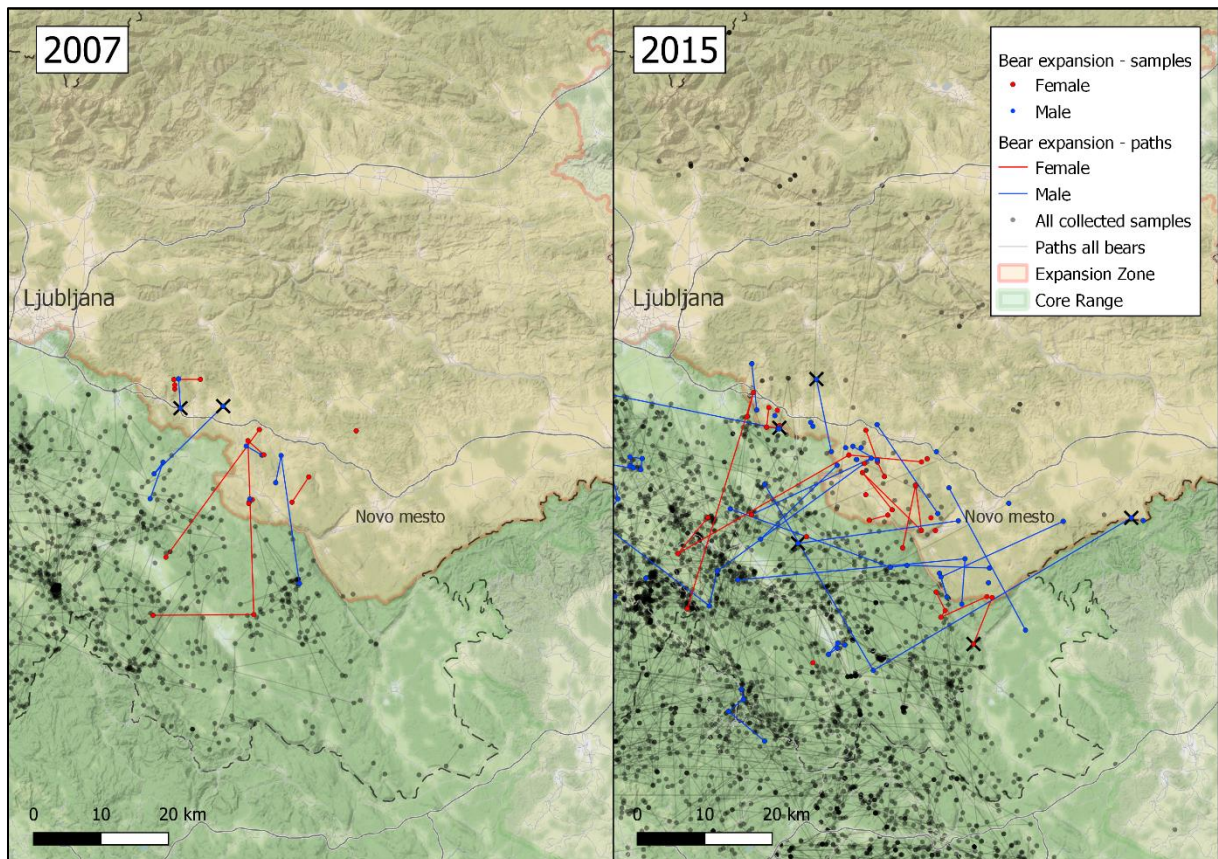 2007
Ljubljana
Novo mesto
0 10 20 km
2015
Bear expansion - samples
Female
Male
Bear expansion - paths
Female
Male
All collected samples
Paths all bears
Expansion Zone
Core Range
Ljubljana
Novo mesto
0 10 20 km